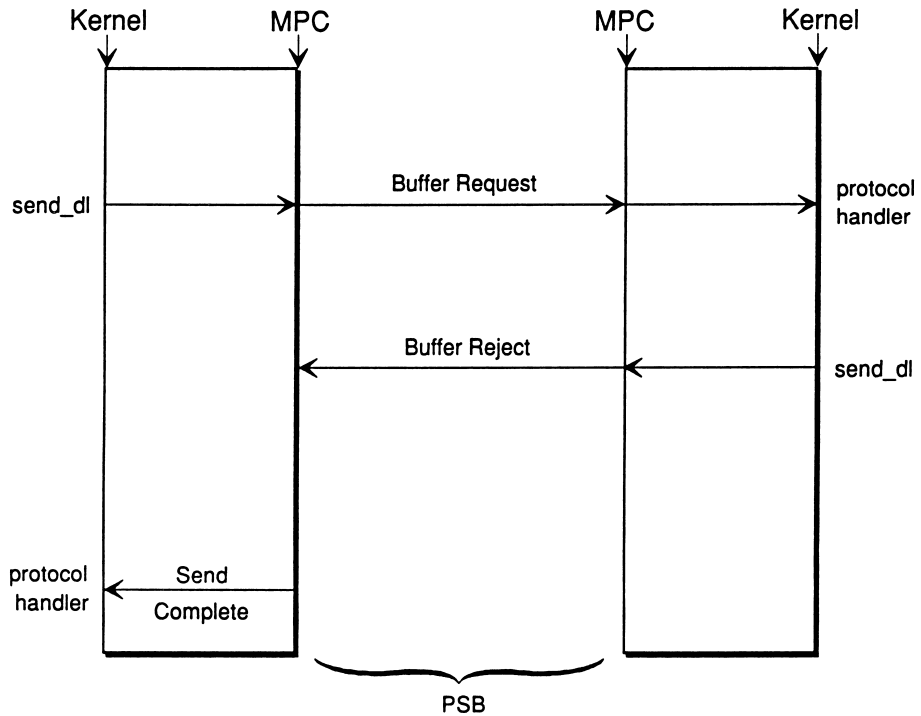 Kernel
MPC
MPC
Kernel
send_dl
Buffer Request
protocol
handler
Buffer Reject
send_dl
protocol
handler
Send
Complete
PSB